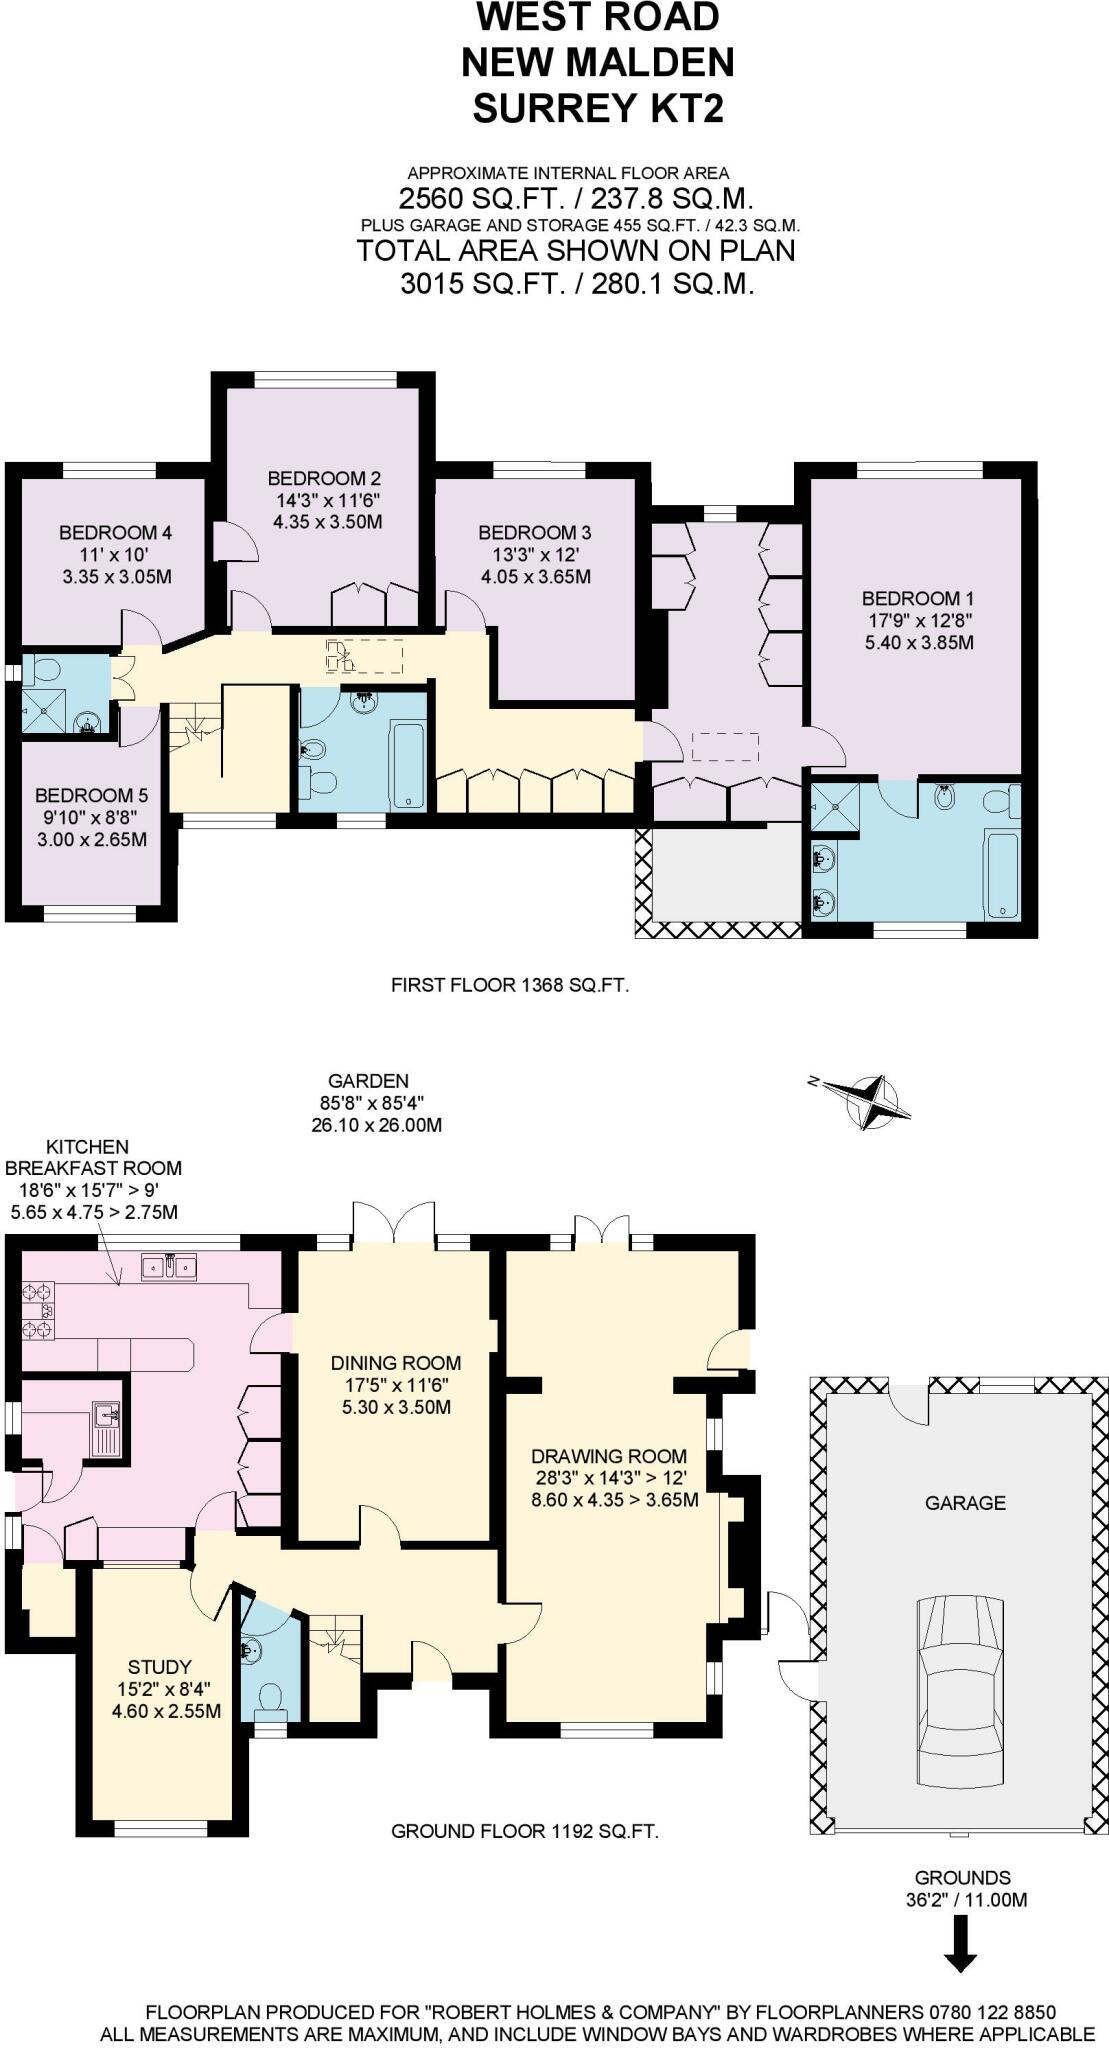 WEST ROAD
NEW MALDEN
SURREY KT2
APPROXIMATE INTERNAL FLOOR AREA
2560 SQ.FT. / 237.8 SQ.M.
PLUS GARAGE AND STORAGE 455 SQ.FT. / 42.3 SQ.M.
TOTAL AREA SHOWN ON PLAN
3015 SQ.FT. / 280.1 SQ.M.
BEDROOM 2
14'3" x 11'6"
4.35 x 3.50M
BEDROOM 4
11' x 10'
3.35 x 3.05M
BEDROOM 3
13'3" x 12'
4.05 x 3.65M
BEDROOM 1
17'9" x 12'8"
5.40 x 3.85M
BEDROOM 5
9'10" x 8'8"
3.00 x 2.65M
FIRST FLOOR 1368 SQ.FT.
GARDEN
85'8" x 85'4"
26.10 x 26.00M
N
KITCHEN
BREAKFAST ROOM
18'6" x 15'7" > 9'
5.65 x 4.75 > 2.75M
DINING ROOM
17'5" x 11'6"
5.30 x 3.50M
DRAWING ROOM
28'3" x 14'3" > 12'
8.60 x 4.35 > 3.65M
GARAGE
STUDY
15'2" x 8'4"
4.60 x 2.55M
GROUND FLOOR 1192 SQ.FT.
GROUNDS
36'2" / 11.00M
FLOORPLAN PRODUCED FOR "ROBERT HOLMES & COMPANY" BY FLOORPLANNERS 0780 122 8850
ALL MEASUREMENTS ARE MAXIMUM, AND INCLUDE WINDOW BAYS AND WARDROBES WHERE APPLICABLE